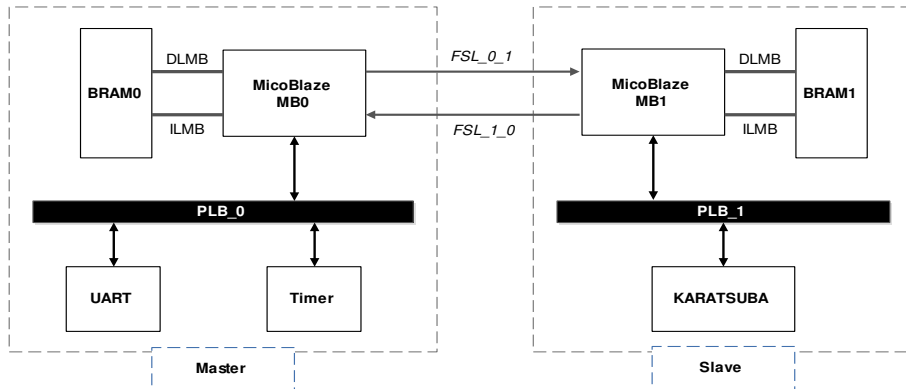 DLMB
BRAM0
MicoBlaze
MB0
ILMB
FSL_0_1
FSL_1_0
MicoBlaze
MB1
DLMB
BRAM1
ILMB
PLB_0
PLB_1
UART
Timer
KARATSUBA
Master
Slave